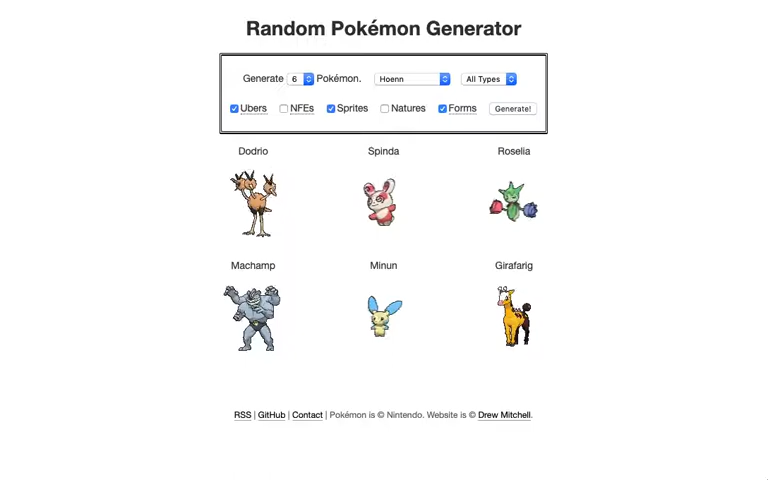 Random Pokémon Generator
Generate 6 Pokémon. Hoenn All Types
Ubers NFEs Sprites Natures Forms Generate!
Dodrio Spinda Roselia
Machamp Minun Girafarig
RSS | GitHub | Contact | Pokémon is © Nintendo. Website is © Drew Mitchell.